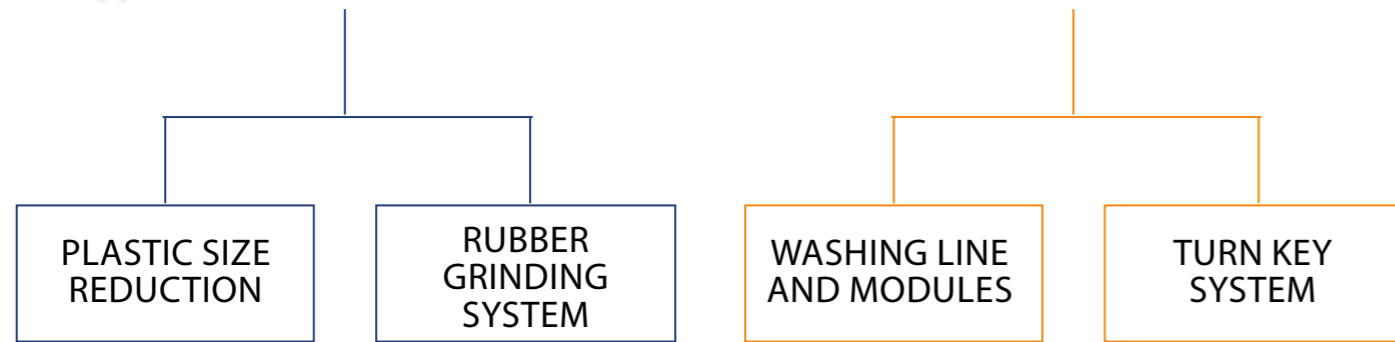 PLASTIC SIZE
REDUCTION
RUBBER
GRINDING
SYSTEM
WASHING LINE
AND MODULES
TURN KEY
SYSTEM